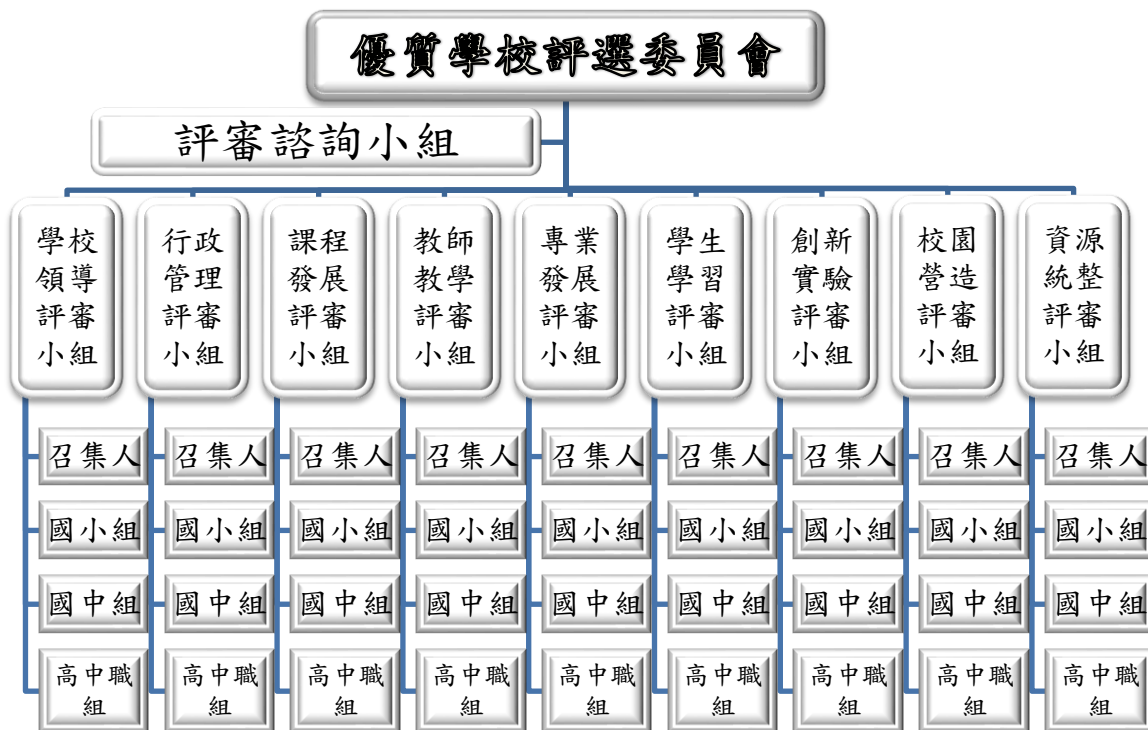 優質學校評選委員會
評審諮詢小組
學校
領導
評審
小組
行政
管理
評審
小組
課程
發展
評審
小組
教師
教學
評審
小組
專業
發展
評審
小組
學生
學習
評審
小組
創新
實驗
評審
小組
校園
營造
評審
小組
資源
統整
評審
小組
召集人
召集人
召集人
召集人
召集人
召集人
召集人
召集人
召集人
國小組
國小組
國小組
國小組
國小組
國小組
國小組
國小組
國小組
國中組
國中組
國中組
國中組
國中組
國中組
國中組
國中組
國中組
高中職
組
高中職
組
高中職
組
高中職
組
高中職
組
高中職
組
高中職
組
高中職
組
高中職
組